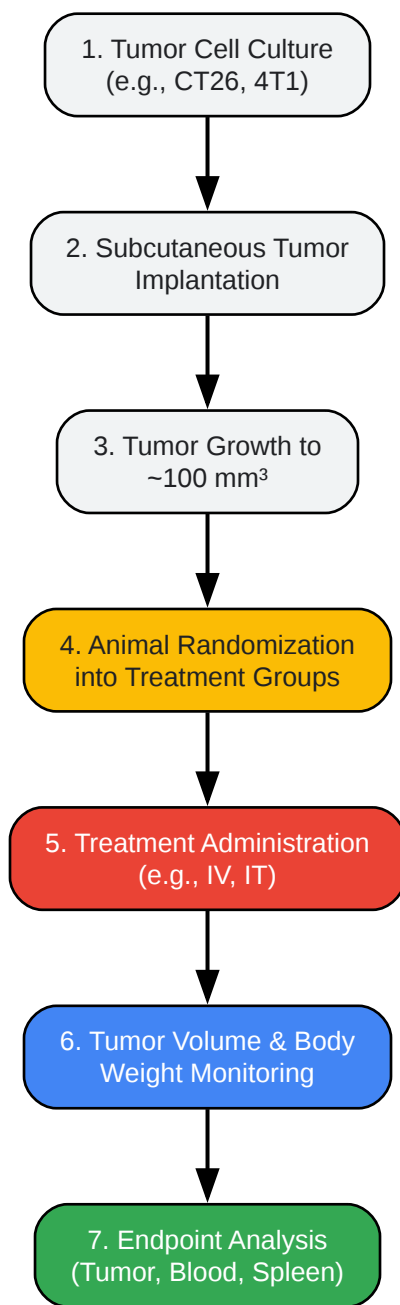 1. Tumor Cell Culture
(e.g., CT26, 4T1)
2. Subcutaneous Tumor
Implantation
3. Tumor Growth to
~100 mm³
4. Animal Randomization
into Treatment Groups
5. Treatment Administration
(e.g., IV, IT)
6. Tumor Volume & Body
Weight Monitoring
7. Endpoint Analysis
(Tumor, Blood, Spleen)